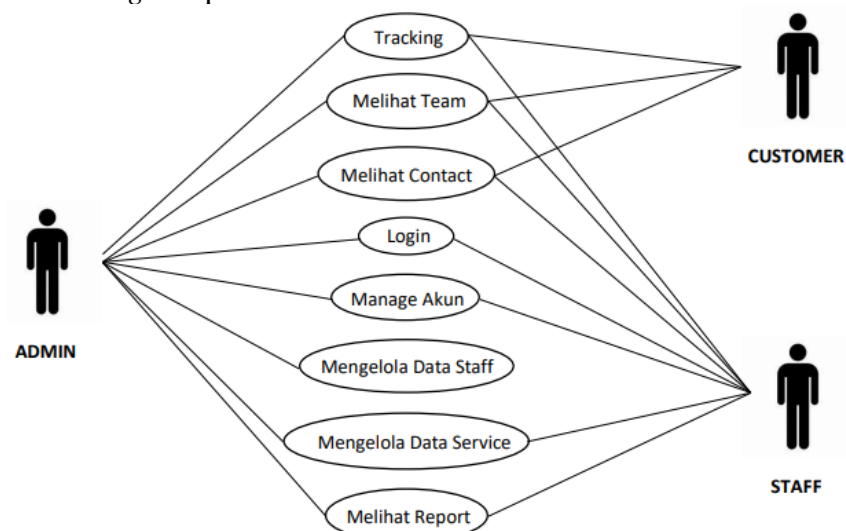 Tracking
Melihat Team
CUSTOMER
Melihat Contact
Login
Manage Akun
ADMIN
Mengelola Data Staff
Mengelola Data Service
STAFF
Melihat Report